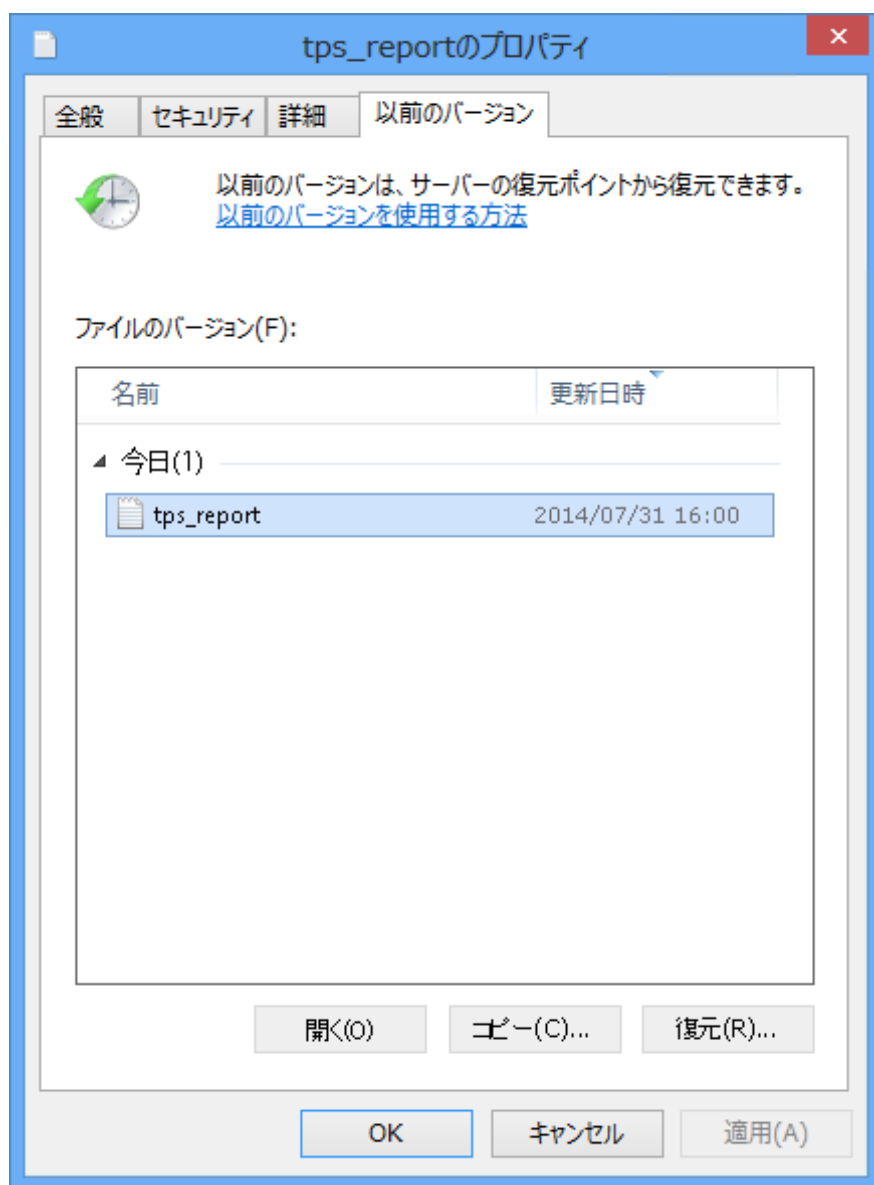 tps_reportのプロパティ
全般 セキュリティ 詳細 以前のバージョン
以前のバージョンは、サーバーの復元ポイントから復元できます。
以前のバージョンを使用する方法
ファイルのバージョン(F):
名前 更新日時
今日(1)
tps_report 2014/07/31 16:00
開く(O) コピー(C)... 復元(R)...
OK キャンセル 適用(A)